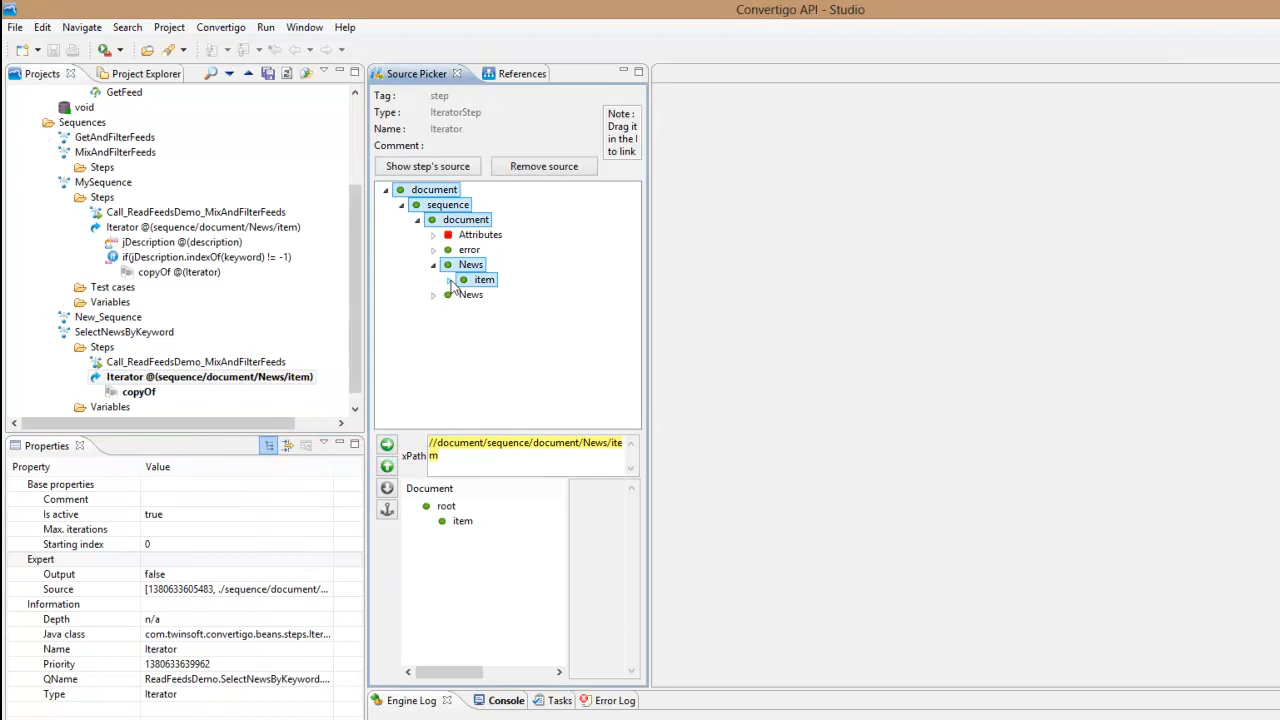 Convertigo API - Studio
File Edit Navigate Search Project Convertigo Run Window Help
Projects Project Explorer
GetFeed
void
Sequences
GetAndFilterFeeds
MixAndFilterFeeds
Steps
MySequence
Steps
Call_ReadFeedsDemo_MixAndFilterFeeds
Iterator @(sequence/document/News/item)
jDescription @(description)
if(jDescription.indexOf(keyword) != -1)
copyOf @(Iterator)
Test cases
Variables
New_Sequence
SelectNewsByKeyword
Steps
Call_ReadFeedsDemo_MixAndFilterFeeds
Iterator @(sequence/document/News/item)
copyOf
Variables
Properties
Property Value
Base properties
Comment
Is active true
Max. iterations
Starting index 0
Expert
Output false
Source [1380633605483, ./sequence/document/...
Information
Depth n/a
Java class com.twinsoft.convertigo.beans.steps.Iter...
Name Iterator
Priority 1380633639962
QName ReadFeedsDemo.SelectNewsByKeyword....
Type Iterator
Source Picker References
Tag : step
Type : IteratorStep
Name : Iterator
Comment :
Note :
Drag it
in the
to link
Show step's source Remove source
document
sequence
document
Attributes
error
News
item
News
xPath
//document/sequence/document/News/ite
m
Document
root
item
Engine Log Console Tasks Error Log